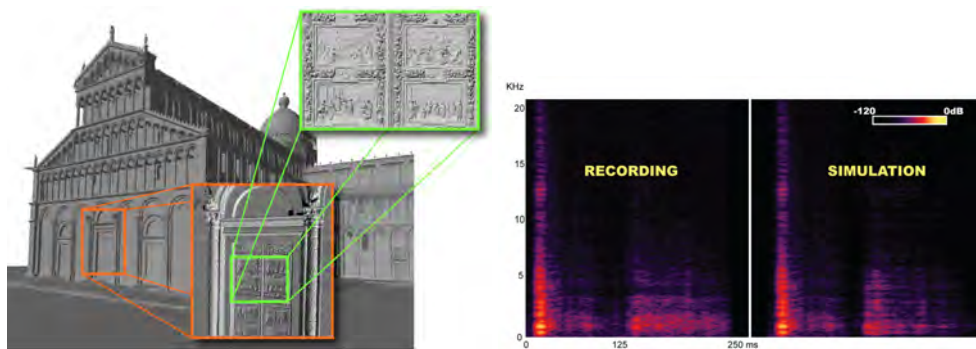 KHz
20
15
10
5
0
RECORDING
-120 0dB
SIMULATION
0 125 250 ms